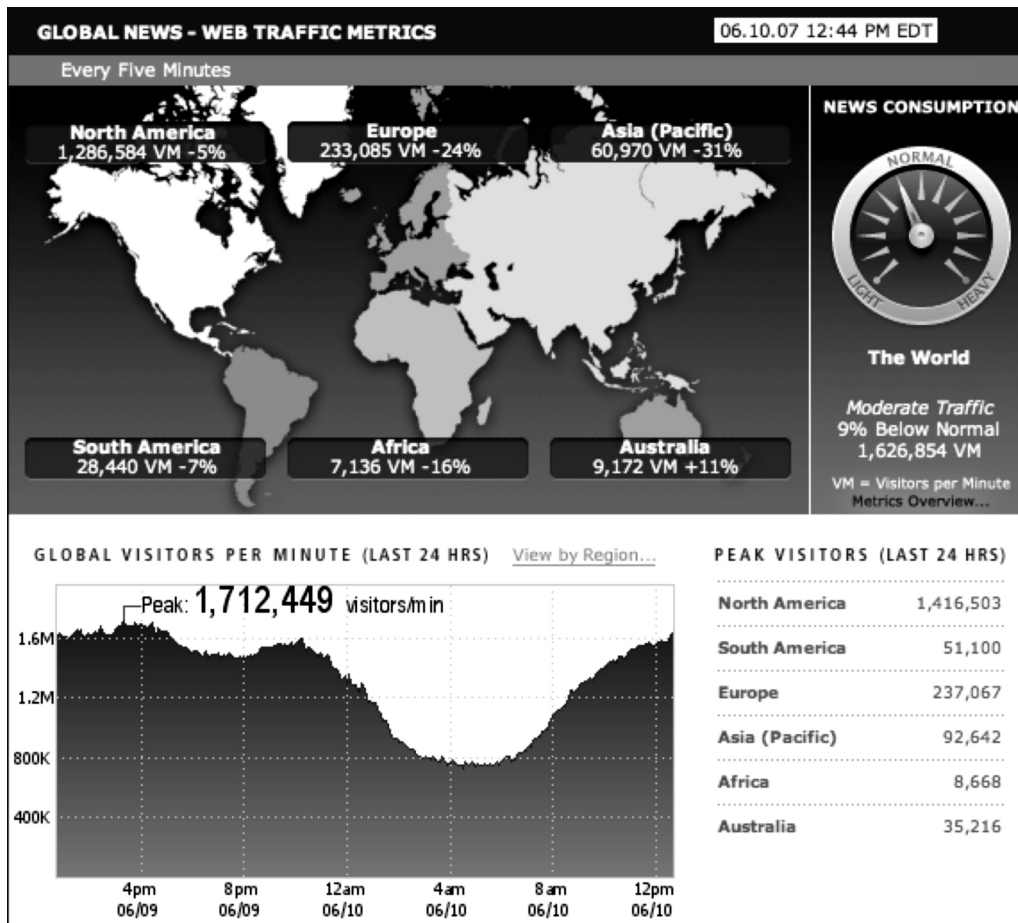 GLOBAL NEWS - WEB TRAFFIC METRICS
06.10.07 12:44 PM EDT
Every Five Minutes
North America
1,286,584 VM -5%
Europe
233,085 VM -24%
Asia (Pacific)
60,970 VM -31%
South America
28,440 VM -7%
Africa
7,136 VM -16%
Australia
9,172 VM +11%
NEWS CONSUMPTION
NORMAL
LIGHT
HEAVY
The World
Moderate Traffic
9% Below Normal
1,626,854 VM
VM = Visitors per Minute
Metrics Overview...
GLOBAL VISITORS PER MINUTE (LAST 24 HRS)
View by Region...
Peak: 1,712,449 visitors/min
1.6M
1.2M
800K
400K
4pm 8pm 12am 4am 8am 12pm
06/09 06/09 06/10 06/10 06/10 06/10
PEAK VISITORS (LAST 24 HRS)
North America 1,416,503
South America 51,100
Europe 237,067
Asia (Pacific) 92,642
Africa 8,668
Australia 35,216